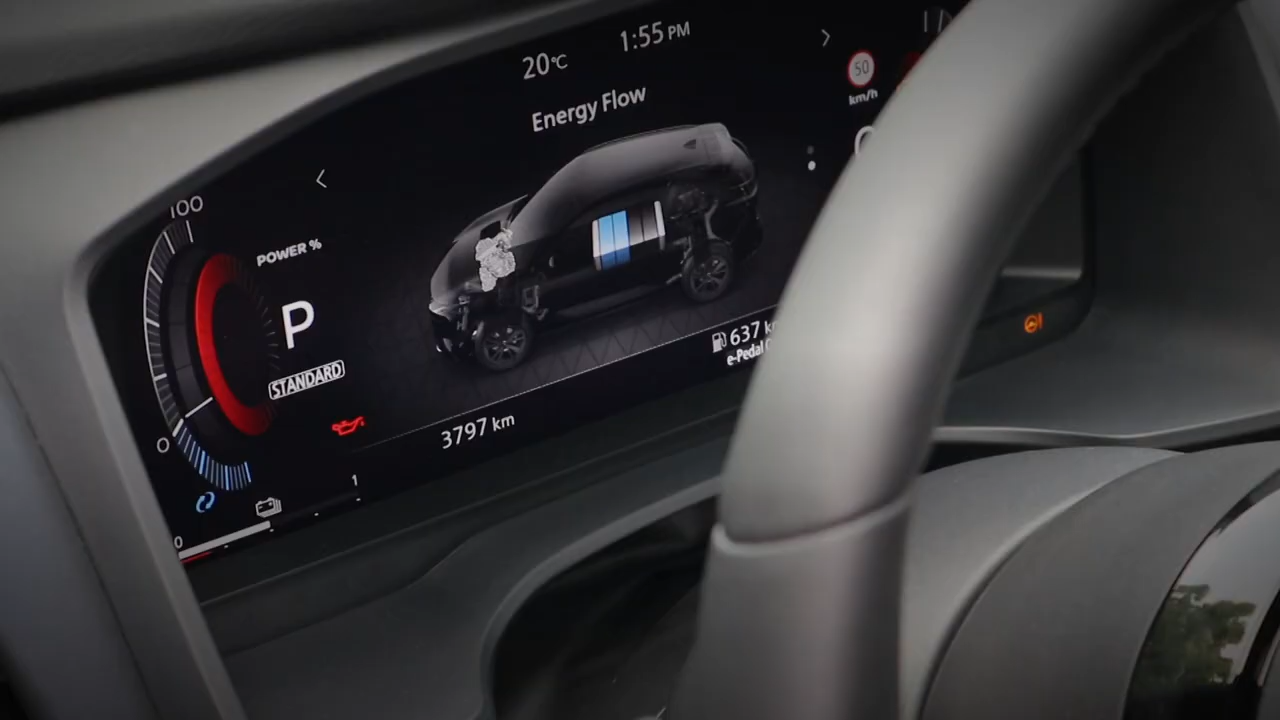 20°C 1:55 PM
Energy Flow
50
km/h
100
POWER %
P
STANDARD
637
e-Pedal
0
3797 km
1
0